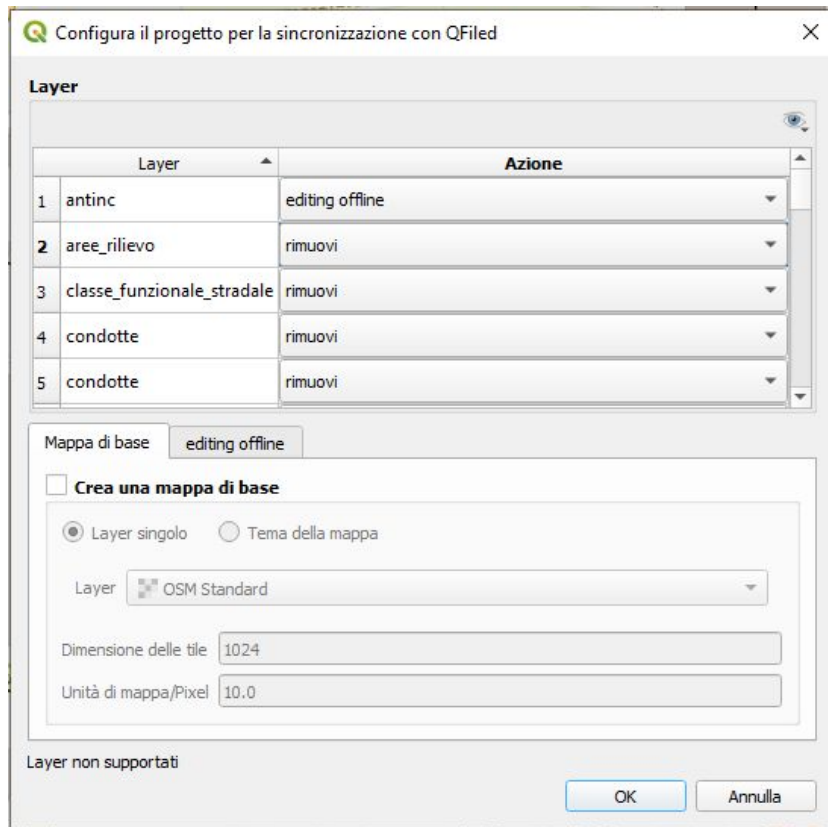 Configura il progetto per la sincronizzazione con QFiled
Layer
Layer Azione
1 antinc editing offline
2 aree_rilievo rimuovi
3 classe_funzionale_stradale rimuovi
4 condotte rimuovi
5 condotte rimuovi
Mappa di base editing offline
Crea una mappa di base
Layer singolo Tema della mappa
Layer OSM Standard
Dimensione delle tile 1024
Unità di mappa/Pixel 10.0
Layer non supportati
OK Annulla